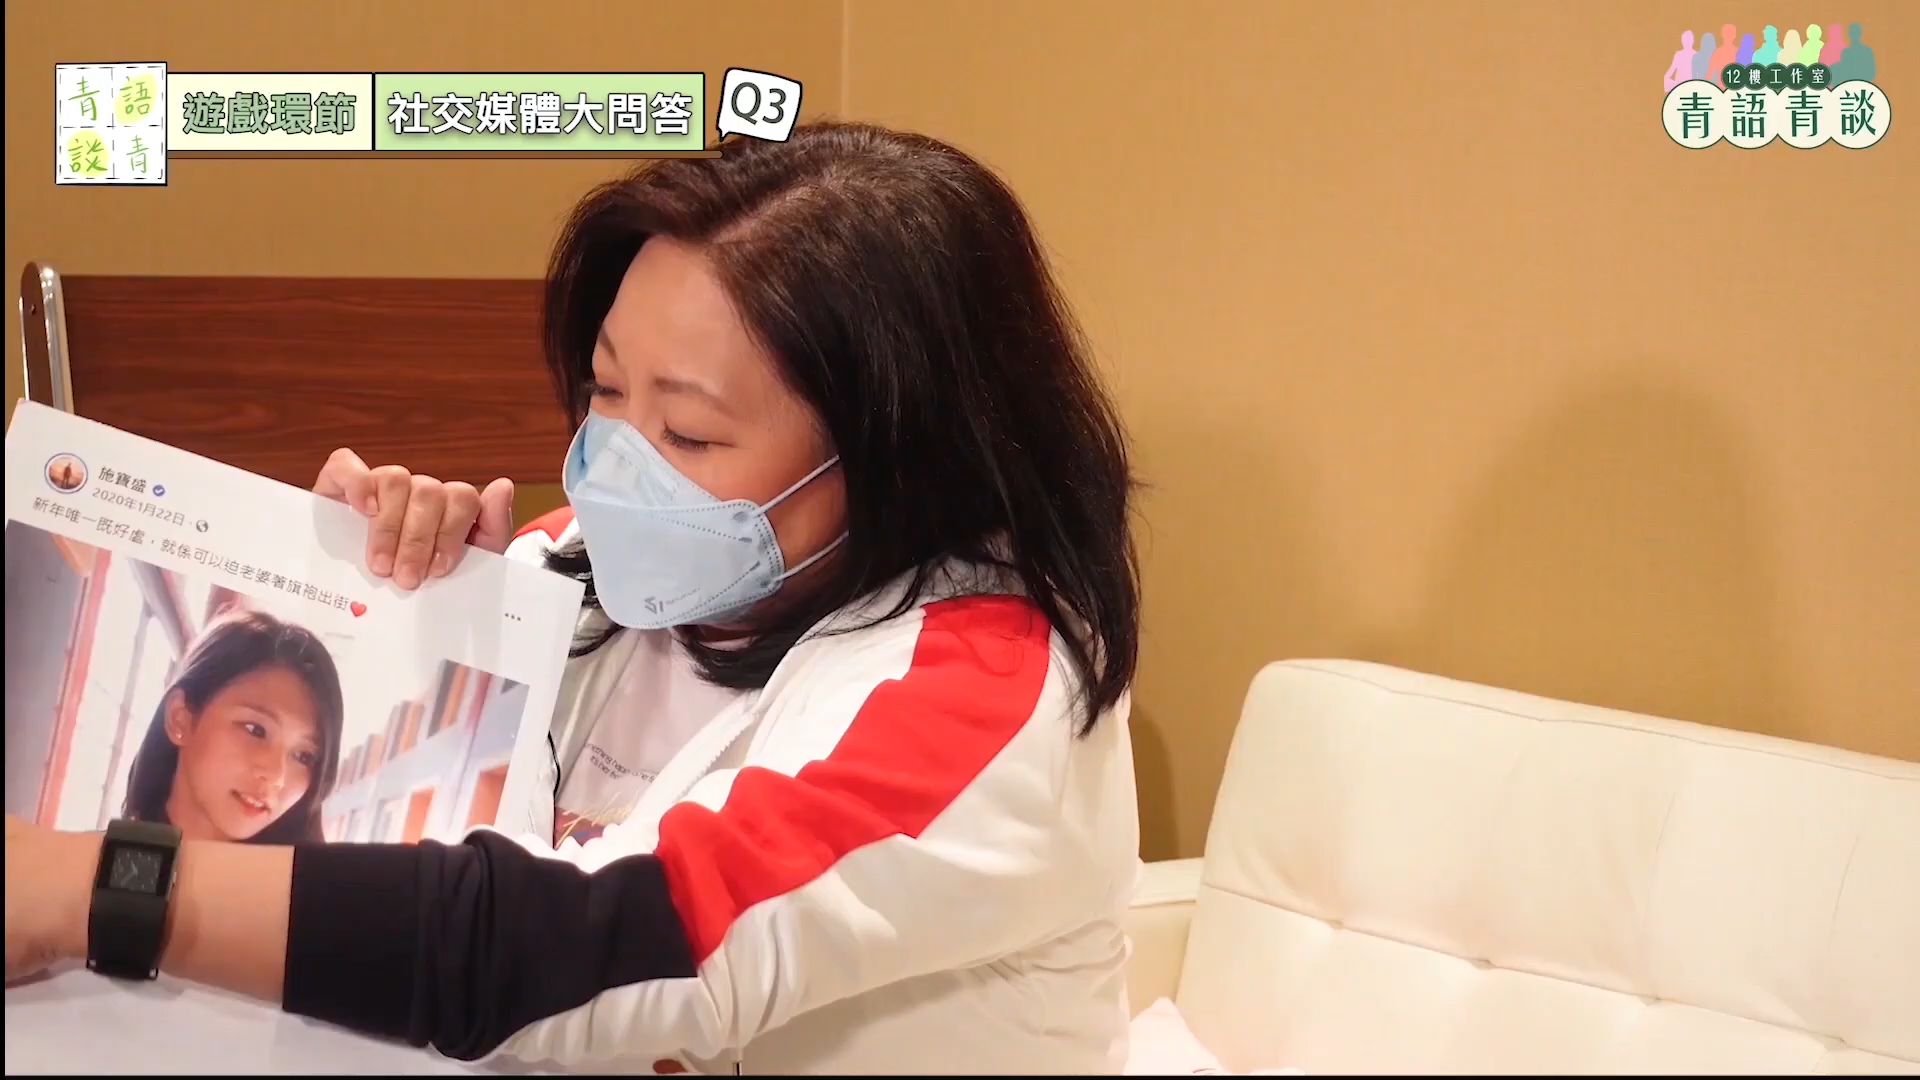 青語
談青
遊戲環節
社交媒體大問答
Q3
12樓工作室
青語青談
施寶盛
2020年1月22日
新年唯一既好處，就係可以迫老婆著旗袍出街❤